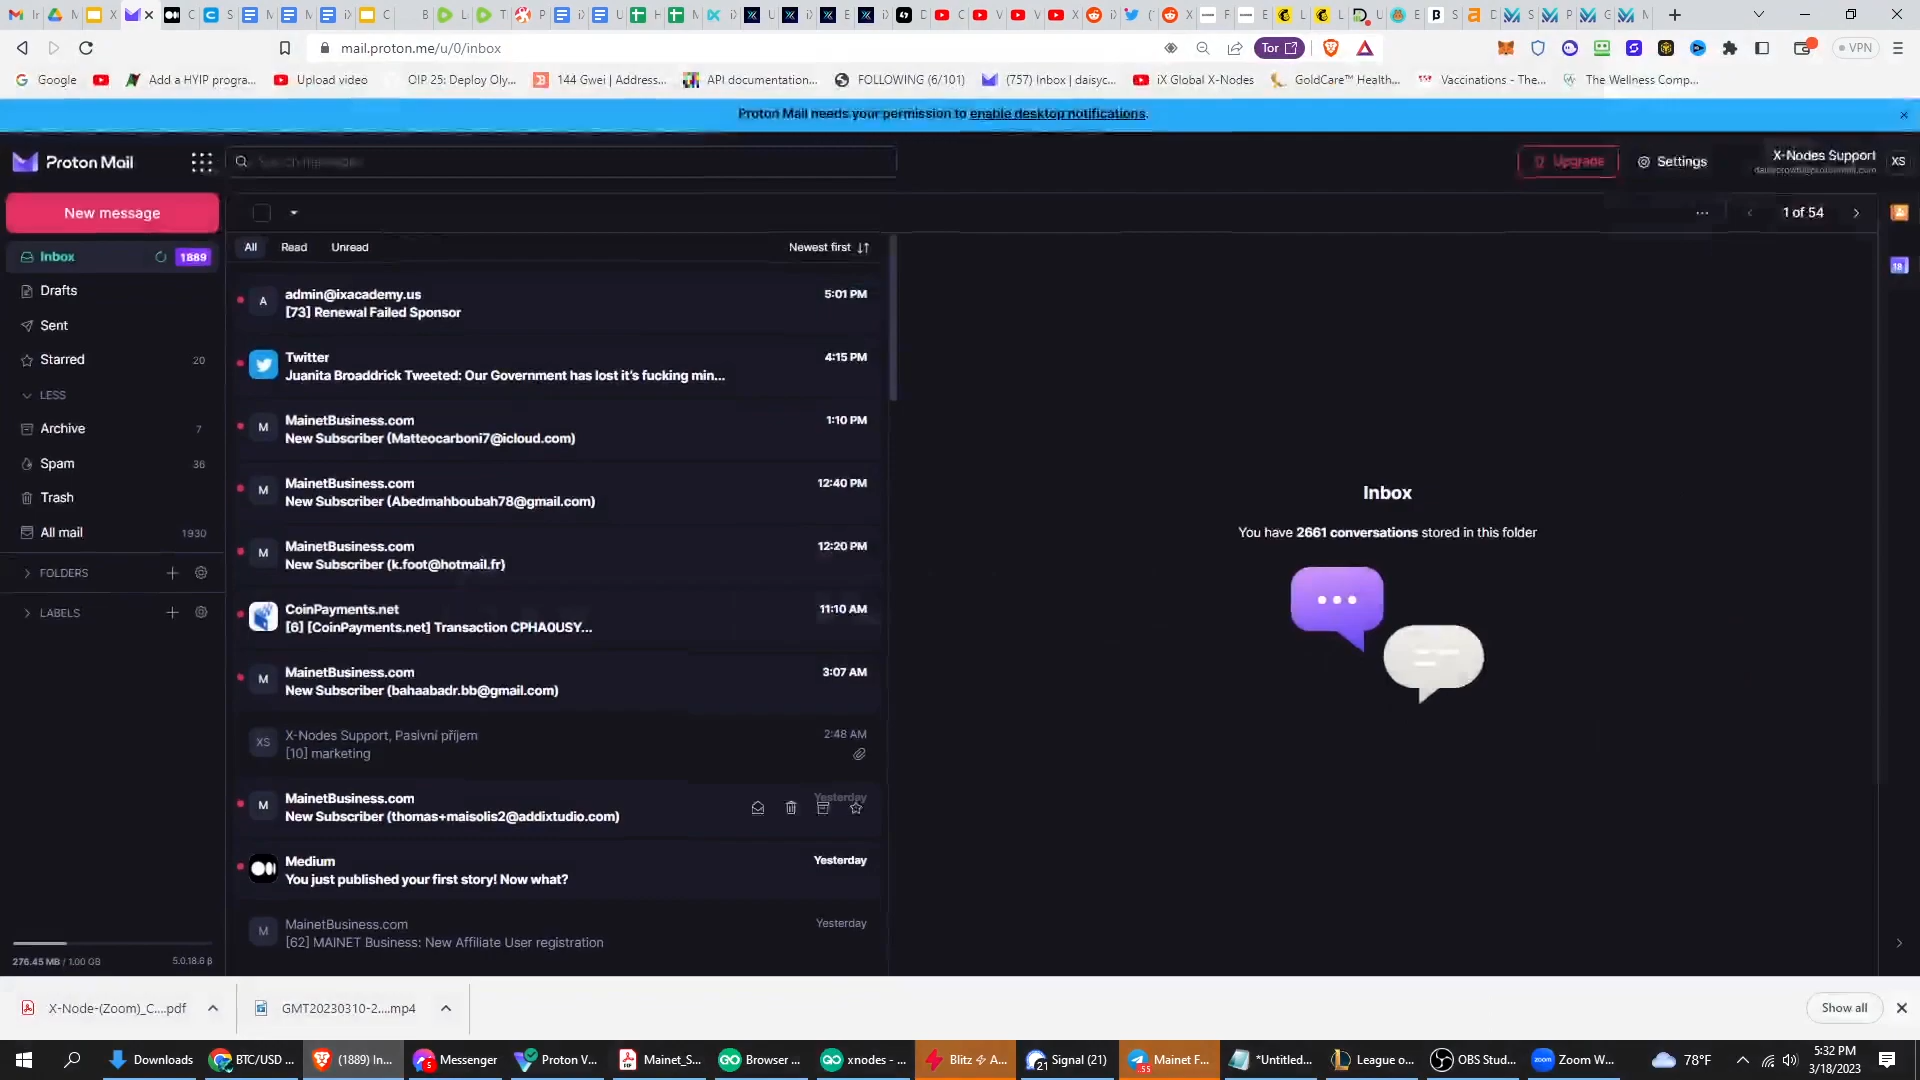 mail.proton.me/u/0/inbox
Tor
VPN
Google
Add a HYIP progra...
Upload video
OIP 25: Deploy Oly...
144 Gwei | Address...
API documentation...
FOLLOWING (6/101)
(757) Inbox | daisyc...
iX Global X-Nodes
GoldCare™ Health...
Vaccinations - The...
The Wellness Comp...
Proton Mail needs your permission to enable desktop notifications.
Proton Mail
Search messages
Upgrade
Settings
X-Nodes Support
XS
New message
1 of 54
Inbox
1889
Drafts
Sent
Starred
20
LESS
Archive
7
Spam
36
Trash
All mail
1930
FOLDERS
LABELS
276.45 MB / 1.00 GB
5.0.18.6 β
All
Read
Unread
Newest first
A
admin@ixacademy.us
5:01 PM
[73] Renewal Failed Sponsor
Twitter
4:15 PM
Juanita Broaddrick Tweeted: Our Government has lost it's fucking min...
M
MainetBusiness.com
1:10 PM
New Subscriber (Matteocarboni7@icloud.com)
M
MainetBusiness.com
12:40 PM
New Subscriber (Abedmahboubah78@gmail.com)
M
MainetBusiness.com
12:20 PM
New Subscriber (k.foot@hotmail.fr)
CoinPayments.net
11:10 AM
[6] [CoinPayments.net] Transaction CPHA0USY...
M
MainetBusiness.com
3:07 AM
New Subscriber (bahaabadr.bb@gmail.com)
XS
X-Nodes Support, Pasivní příjem
2:48 AM
[10] marketing
M
MainetBusiness.com
Yesterday
New Subscriber (thomas+maisolis2@addixtudio.com)
Medium
Yesterday
You just published your first story! Now what?
M
MainetBusiness.com
Yesterday
[62] MAINET Business: New Affiliate User registration
Inbox
You have 2661 conversations stored in this folder
18
X-Node-(Zoom)_C....pdf
GMT20230310-2....mp4
Show all
Downloads
BTC/USD ...
(1889) In...
Messenger
5
Proton V...
Mainet_S...
Browser ...
xnodes - ...
Blitz ⚡ A...
Signal (21)
21
Mainet F...
55
*Untitled...
League o...
OBS Stud...
Zoom W...
zoom
78°F
5:32 PM
3/18/2023